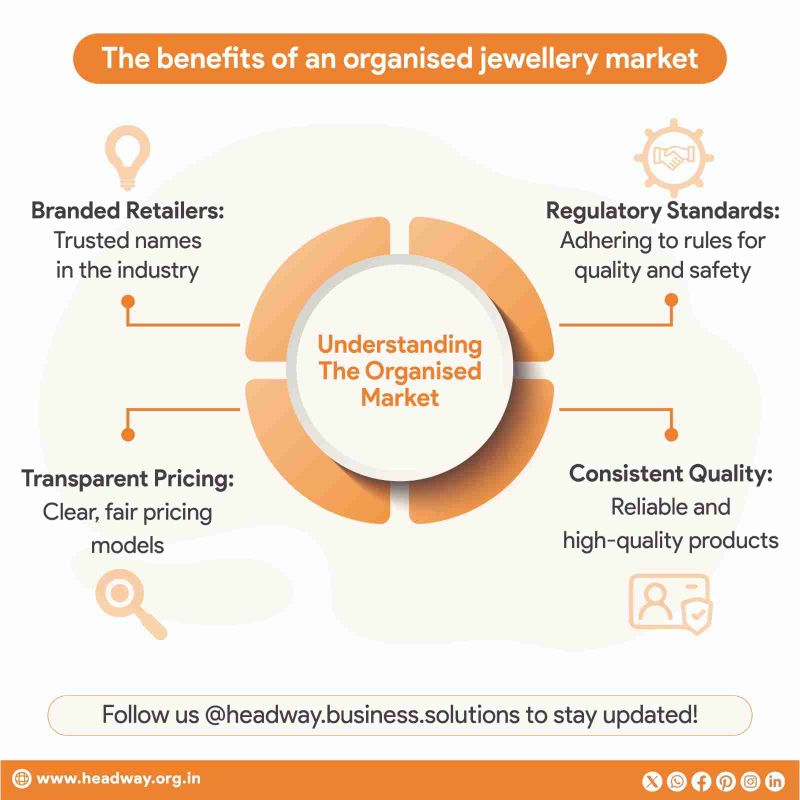 The benefits of an organised jewellery market
Branded Retailers:
Trusted names
in the industry
Regulatory Standards:
Adhering to rules for
quality and safety
Understanding
The Organised
Market
Transparent Pricing:
Clear, fair pricing
models
Consistent Quality:
Reliable and
high-quality products
Follow us @headway.business.solutions to stay updated!
www.headway.org.in